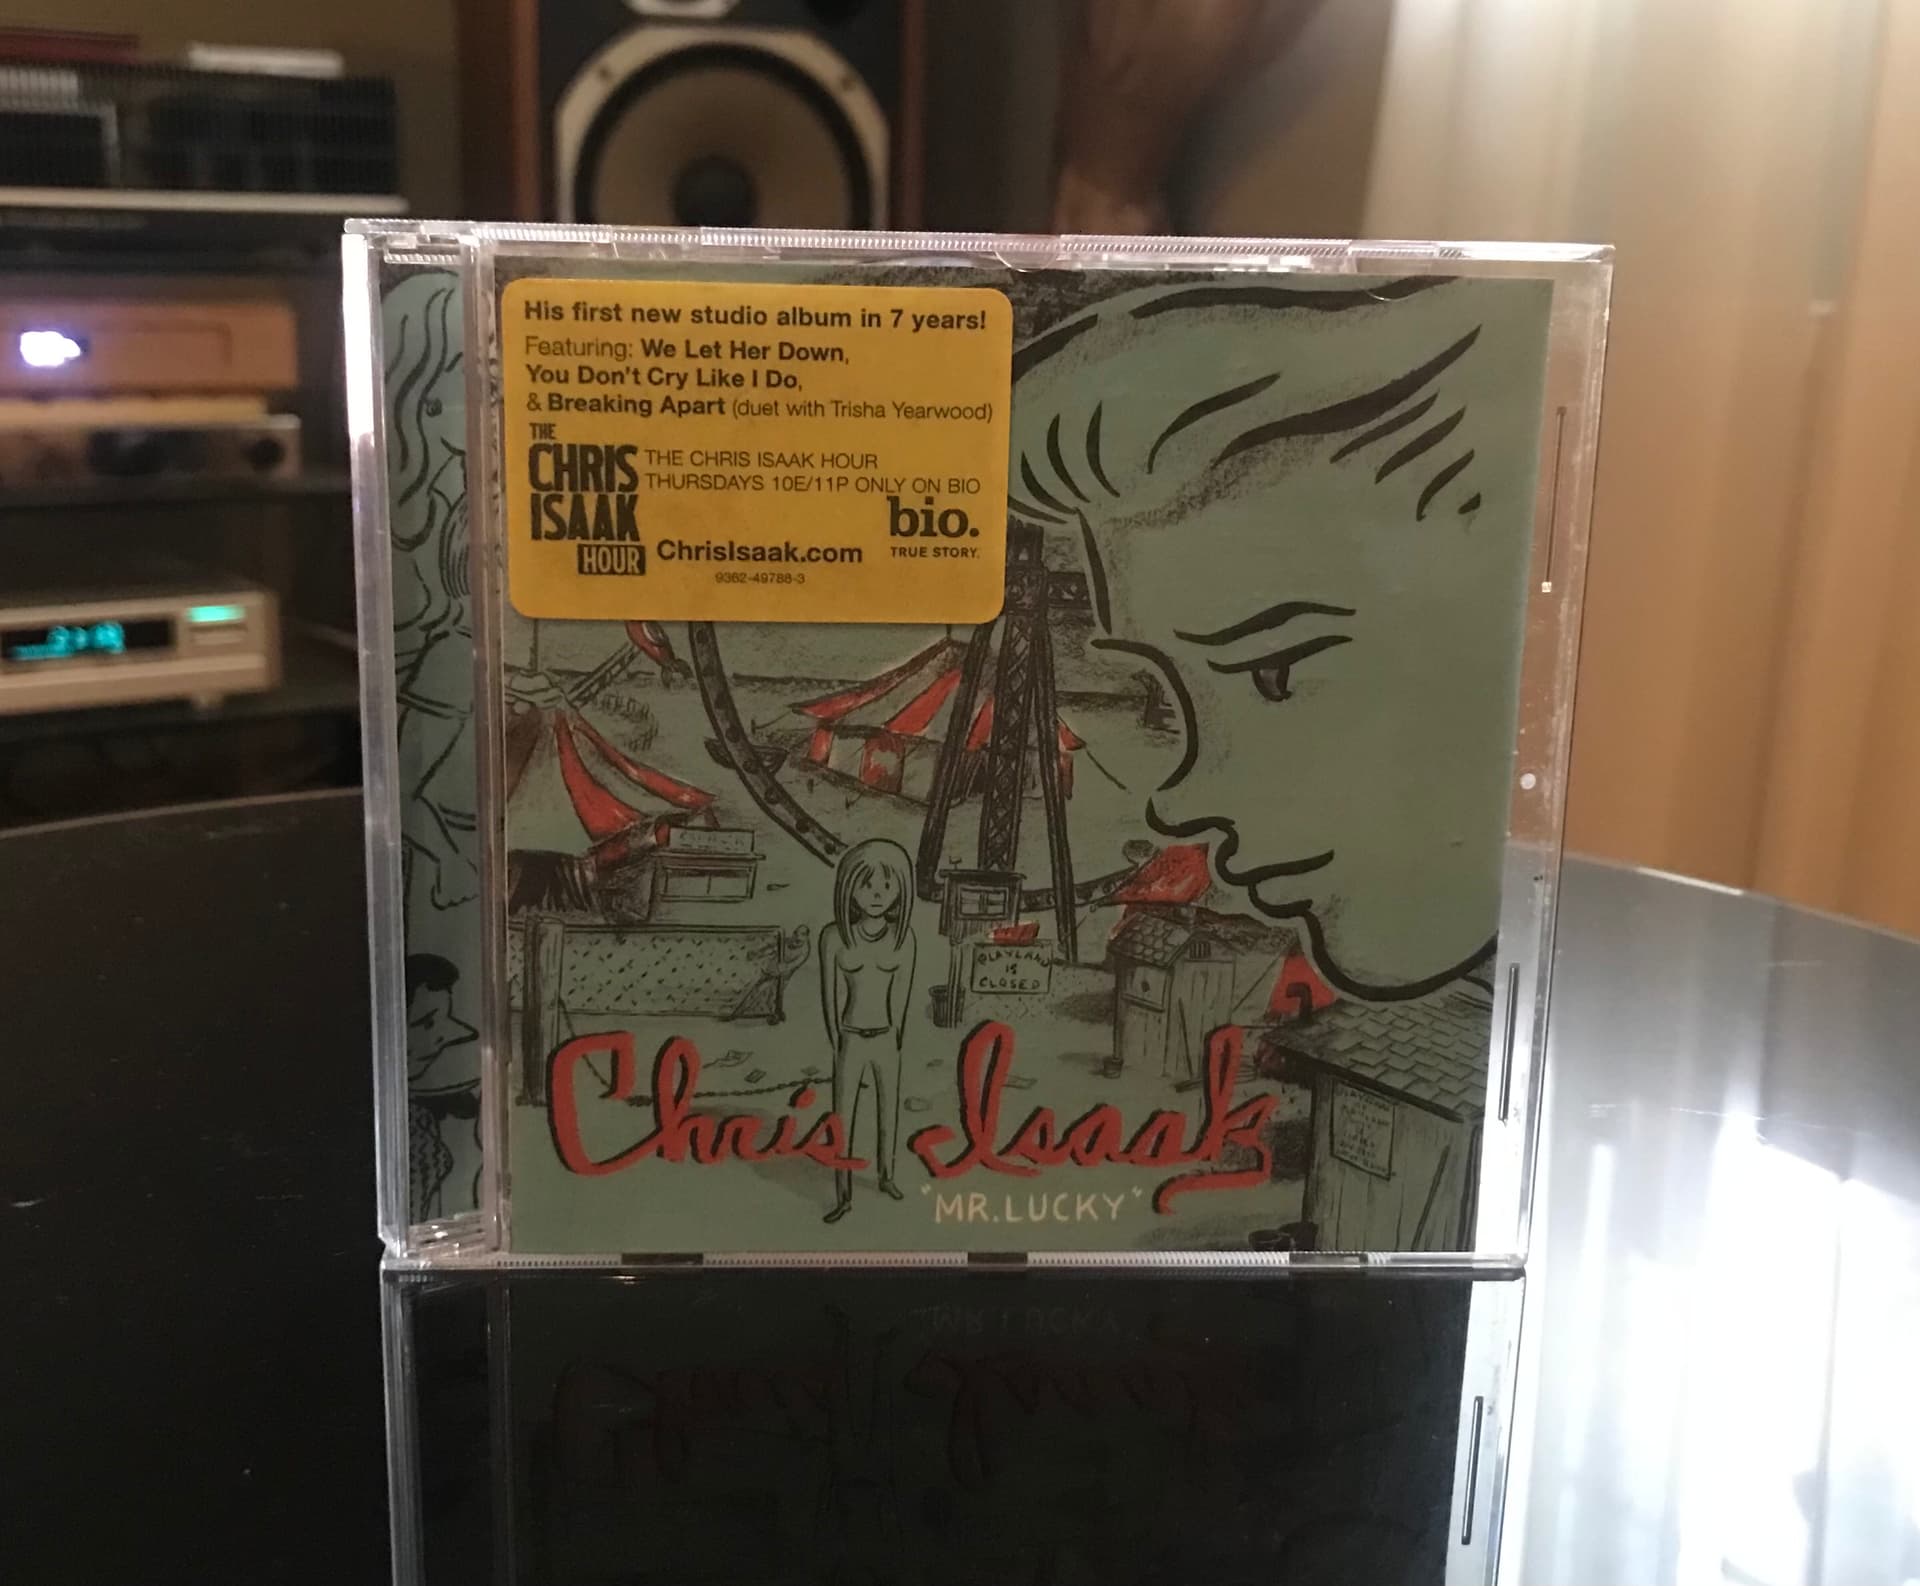 His first new studio album in 7 years!
Featuring: We Let Her Down,
You Don't Cry Like I Do,
& Breaking Apart (duet with Trisha Yearwood)
THE
CHRIS
ISAAK
HOUR
THE CHRIS ISAAK HOUR
THURSDAYS 10E/11P ONLY ON BIO
bio.
TRUE STORY.
ChrisIsaak.com
9362-49788-3
PLAYLAND
IS
CLOSED
Chris Isaak
"MR. LUCKY"